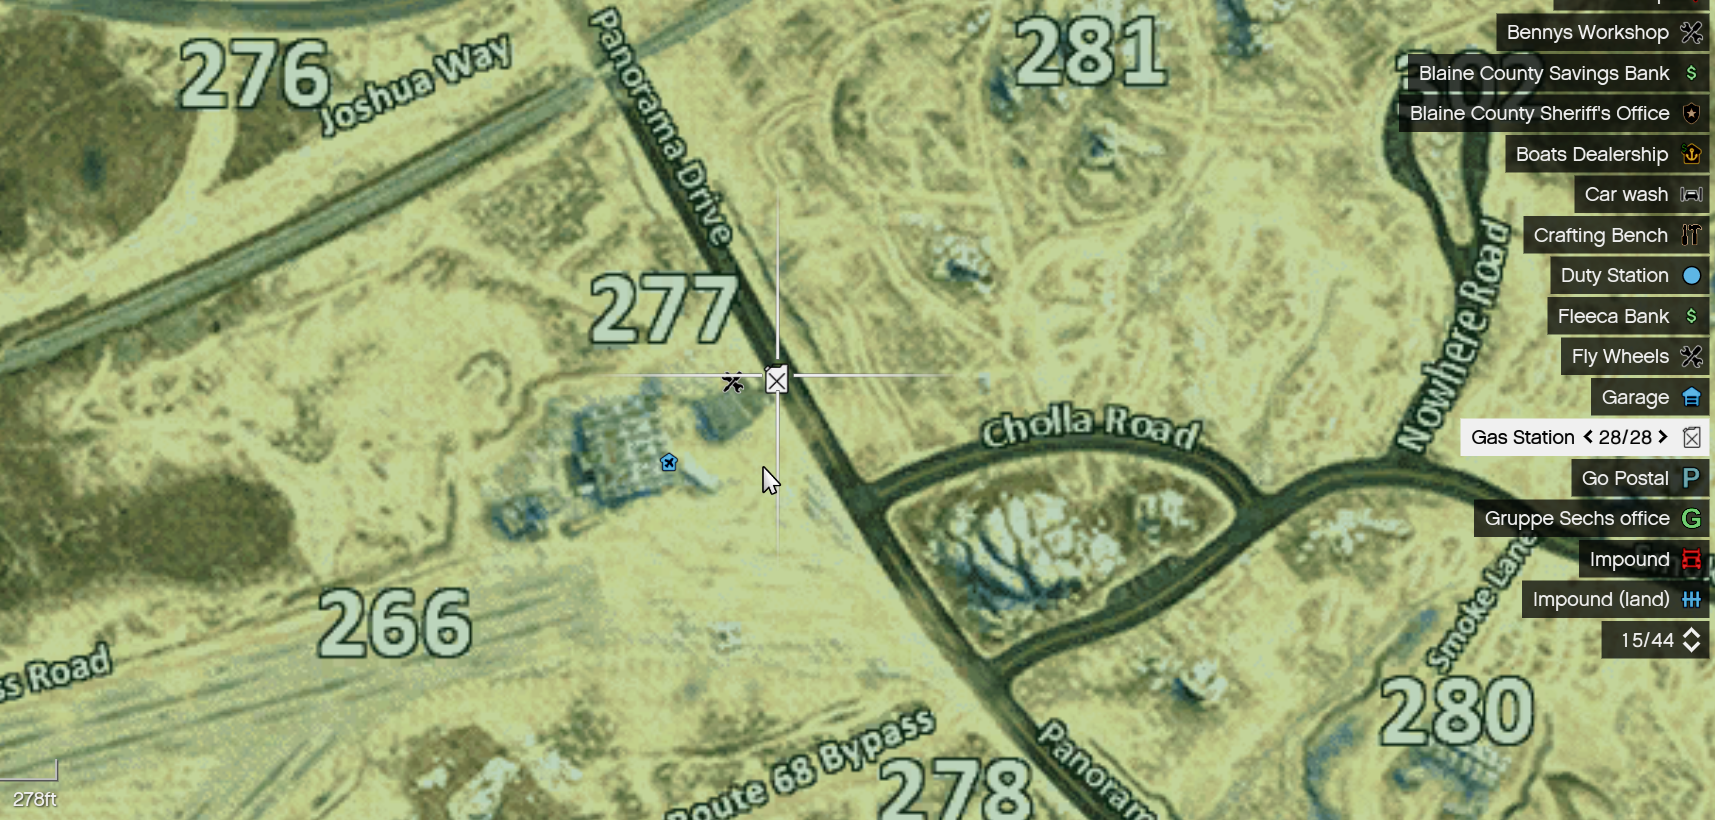 276
Joshua Way
Panorama Drive
281
277
Cholla Road
Nowhere Road
266
ss Road
Route 68 Bypass
278
Panoram
Smoke Lane
280
278ft
Bennys Workshop
Blaine County Savings Bank $
Blaine County Sheriff's Office
Boats Dealership
Car wash
Crafting Bench
Duty Station
Fleeca Bank $
Fly Wheels
Garage
Gas Station < 28/28 >
Go Postal P
Gruppe Sechs office G
Impound
Impound (land)
15/44